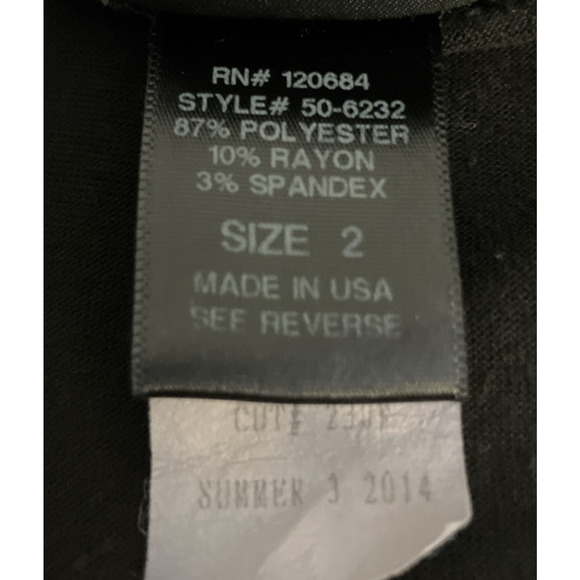 RN# 120684
STYLE# 50-6232
87% POLYESTER
10% RAYON
3% SPANDEX
SIZE 2
MADE IN USA
SEE REVERSE
SUMMER 3 2014